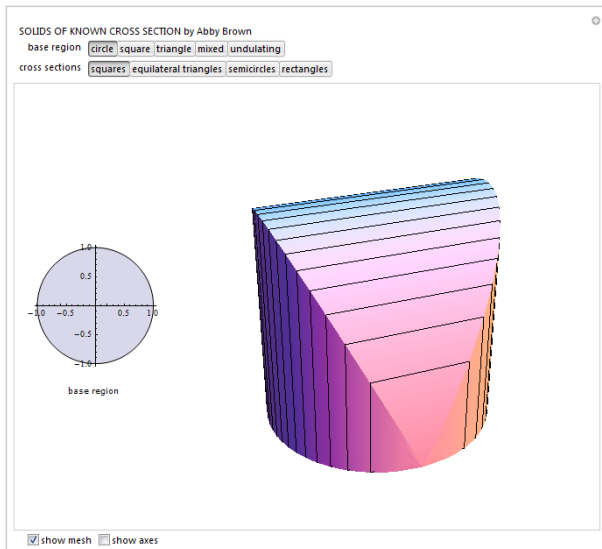 SOLIDS OF KNOWN CROSS SECTION by Abby Brown
base region circle square triangle mixed undulating
cross sections squares equilateral triangles semicircles rectangles
1.0
0.5
−1.0 −0.5 0.5 1.0
−0.5
−1.0
base region
show mesh show axes